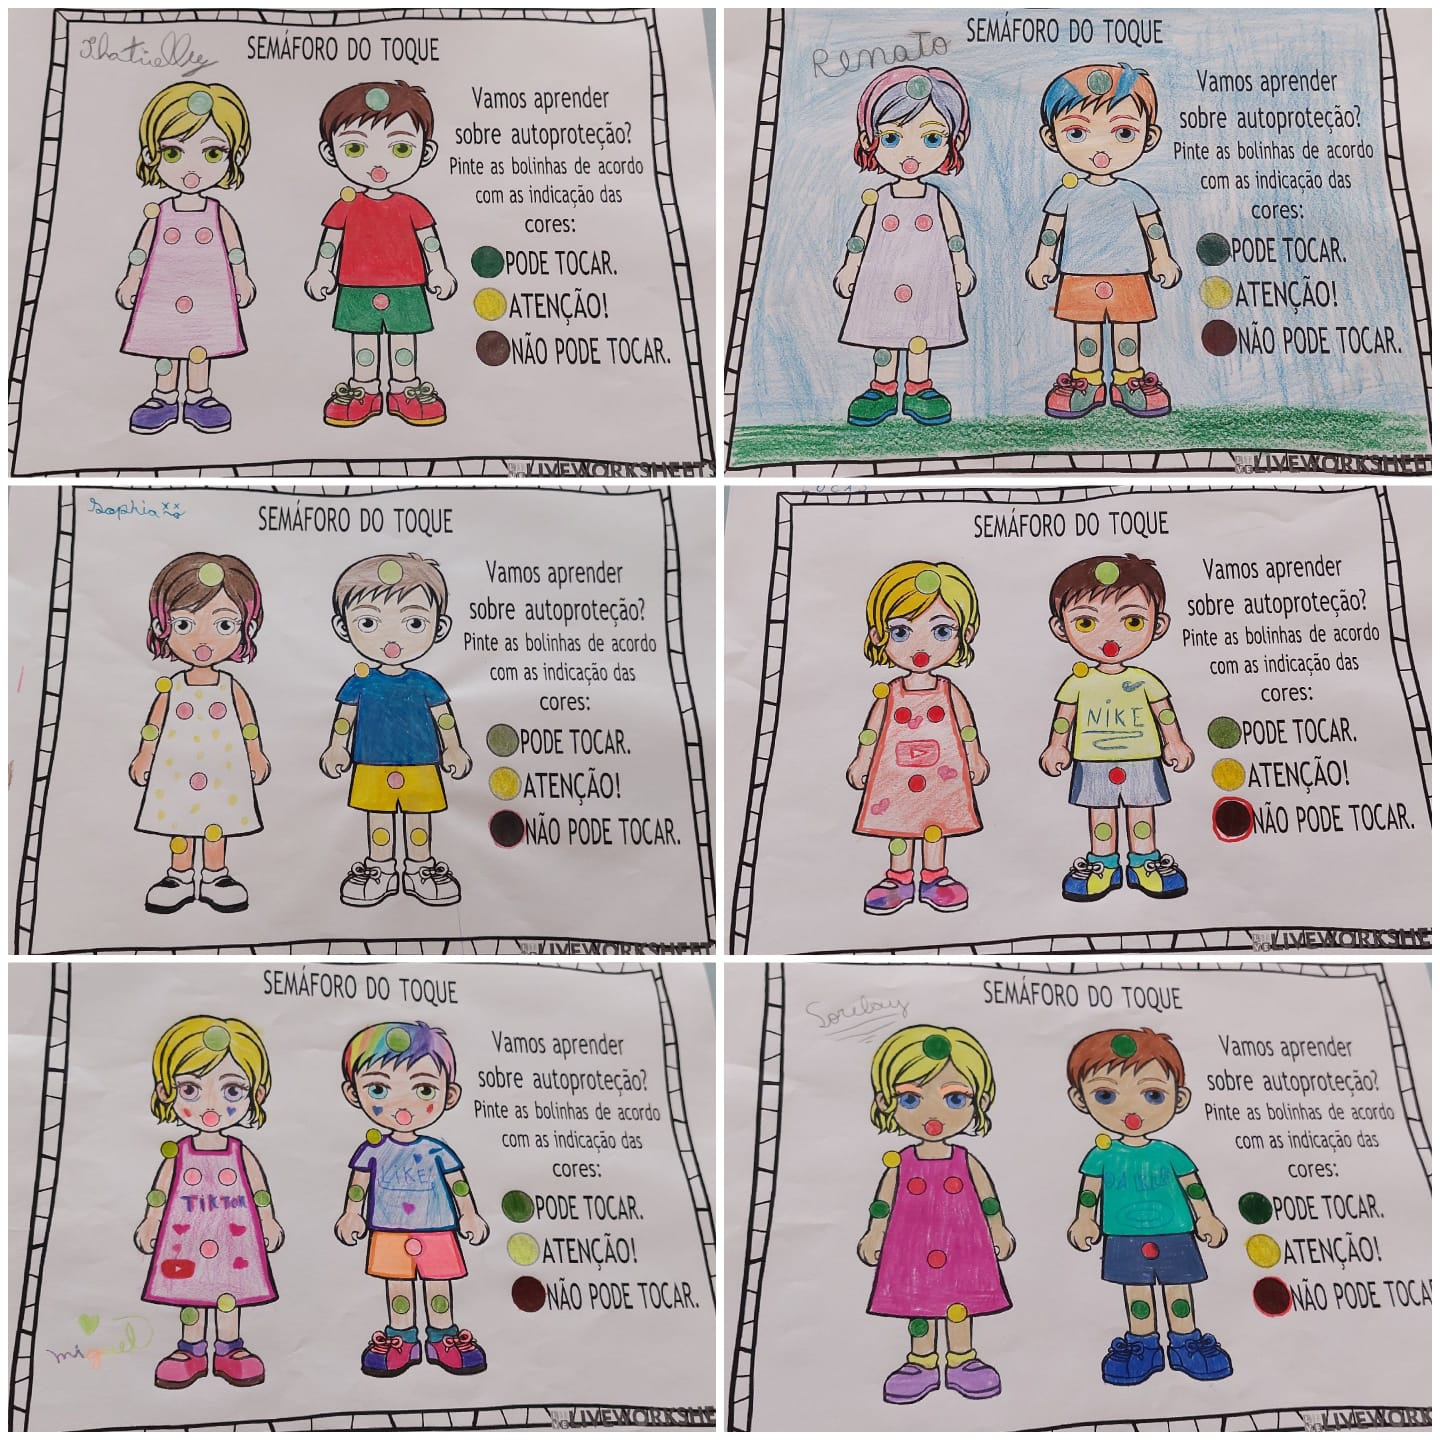 SEMÁFORO DO TOQUE
Vamos aprender
sobre autoproteção?
Pinte as bolinhas de acordo
com as indicação das
cores:
PODE TOCAR.
ATENÇÃO!
NÃO PODE TOCAR.
LIVEWORKSHEETS
Renato
SEMÁFORO DO TOQUE
Vamos aprender
sobre autoproteção?
Pinte as bolinhas de acordo
com as indicação das
cores:
PODE TOCAR.
ATENÇÃO!
NÃO PODE TOCAR.
LIVEWORKSHEE
Sophia
SEMÁFORO DO TOQUE
Vamos aprender
sobre autoproteção?
Pinte as bolinhas de acordo
com as indicação das
cores:
PODE TOCAR.
ATENÇÃO!
NÃO PODE TOCAR.
LIVEWORKSHEET
SEMÁFORO DO TOQUE
Vamos aprender
sobre autoproteção?
Pinte as bolinhas de acordo
com as indicação das
cores:
NIKE
PODE TOCAR.
ATENÇÃO!
NÃO PODE TOCAR.
LIVEWORKSHE
SEMÁFORO DO TOQUE
Vamos aprender
sobre autoproteção?
Pinte as bolinhas de acordo
com as indicação das
cores:
TIKTOK
LIKE
PODE TOCAR.
ATENÇÃO!
NÃO PODE TOCAR.
miguel
LIVEWORKSHE
SEMÁFORO DO TOQUE
Vamos aprender
sobre autoproteção?
Pinte as bolinhas de acordo
com as indicação das
cores:
PODE TOCAR.
ATENÇÃO!
NÃO PODE TOCA
LIVEWORKSHE